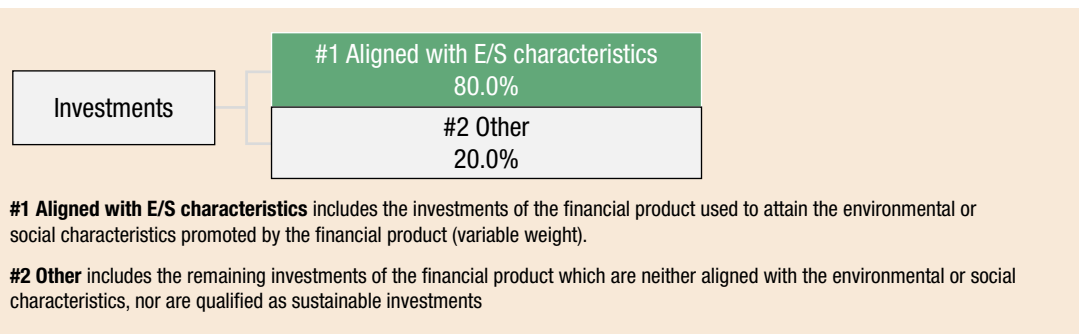 #1 Aligned with E/S characteristics
80.0%
Investments
#2 Other
20.0%
#1 Aligned with E/S characteristics includes the investments of the financial product used to attain the environmental or
social characteristics promoted by the financial product (variable weight).
#2 Other includes the remaining investments of the financial product which are neither aligned with the environmental or social
characteristics, nor are qualified as sustainable investments